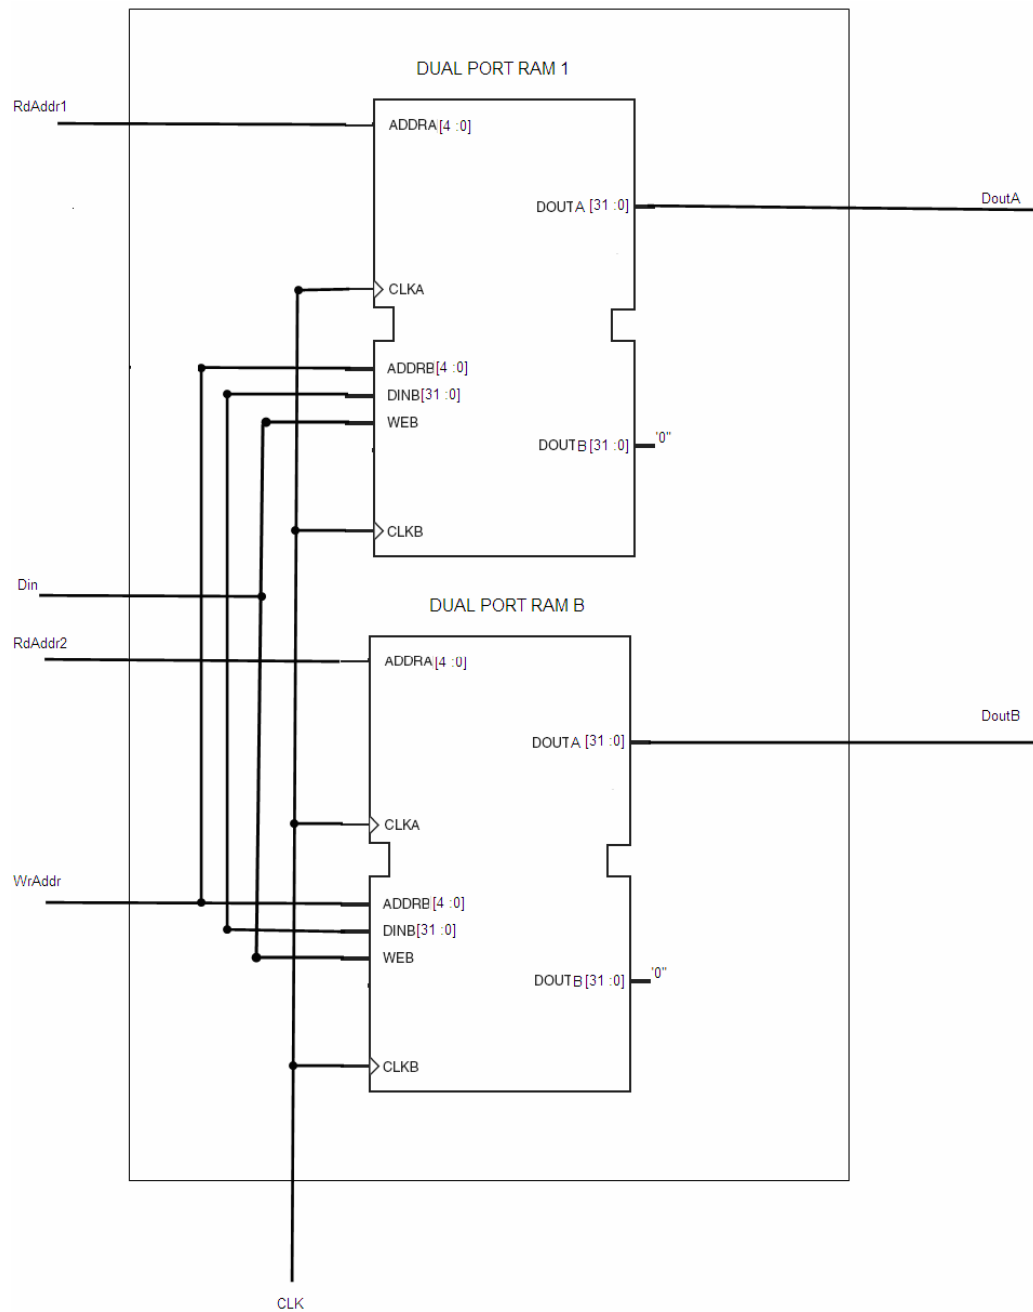 DUAL PORT RAM 1
RdAddr1
ADDRA[4 :0]
DOUTA [31 :0]
DoutA
CLKA
ADDRB[4 :0]
DINB[31 :0]
WEB
DOUTB[31 :0]
'0"
CLKB
Din
DUAL PORT RAM B
RdAddr2
ADDRA[4 :0]
DOUTA [31 :0]
DoutB
CLKA
WrAddr
ADDRB[4 :0]
DINB[31 :0]
WEB
DOUTB[31 :0]
'0"
CLKB
CLK